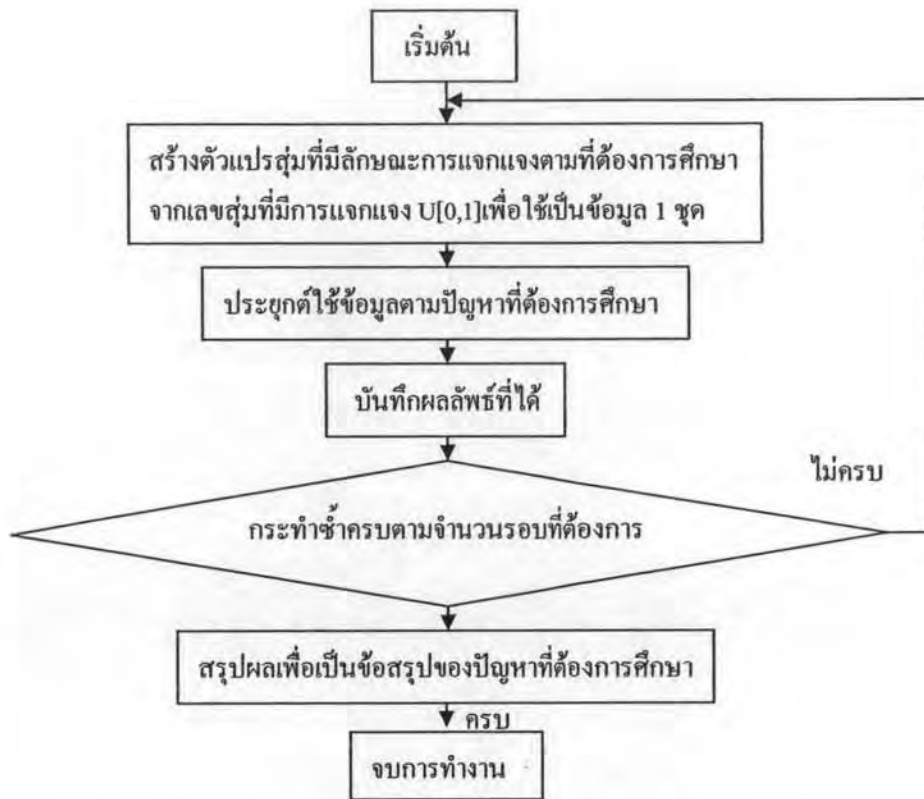 เริ่มต้น
สร้างตัวแปรสุ่มที่มีลักษณะการแจกแจงตามที่ต้องการศึกษา
จากเลขสุ่มที่มีการแจกแจง U[0,1]เพื่อใช้เป็นข้อมูล 1 ชุด
ประยุกต์ใช้ข้อมูลตามปัญหาที่ต้องการศึกษา
บันทึกผลลัพธ์ที่ได้
ไม่ครบ
กระทำซ้ำครบตามจำนวนรอบที่ต้องการ
สรุปผลเพื่อเป็นข้อสรุปของปัญหาที่ต้องการศึกษา
ครบ
จบการทำงาน